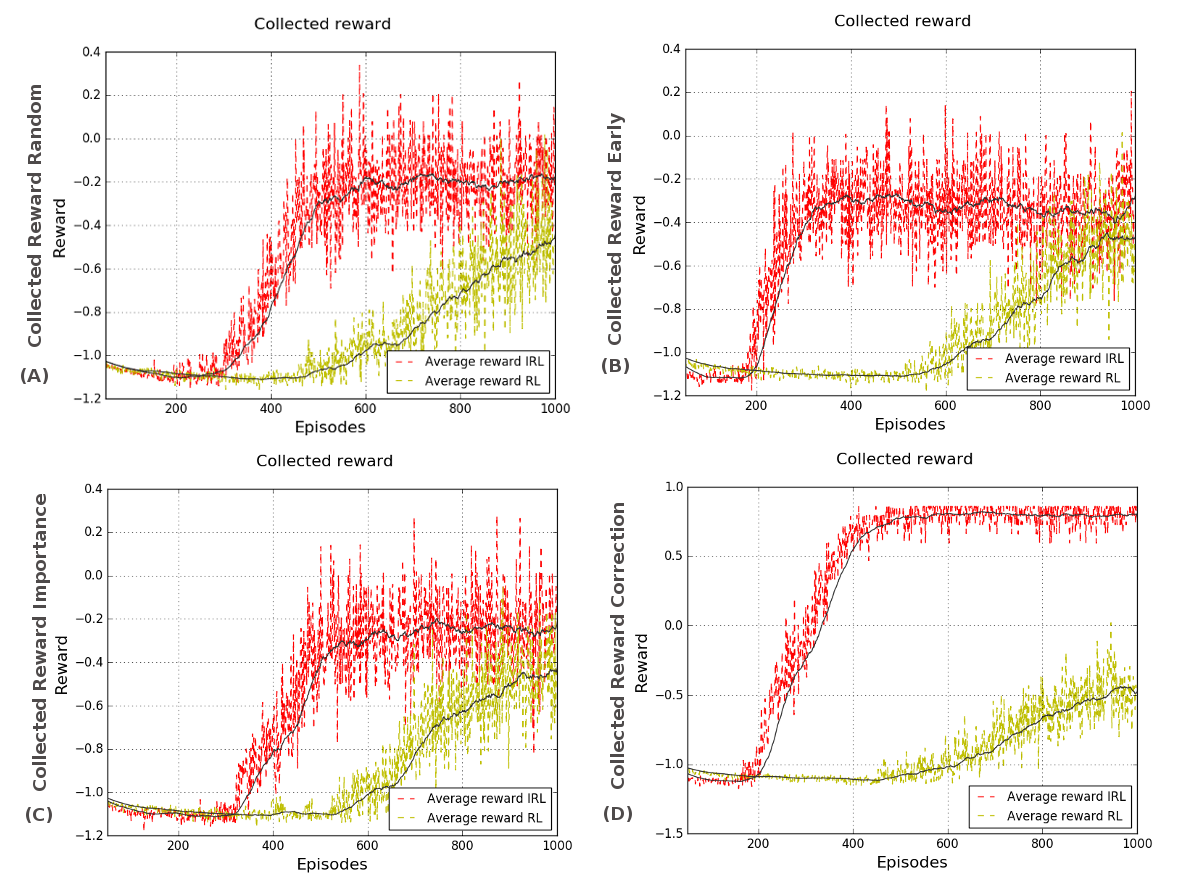 Collected reward
Collected Reward Random
Reward
0.4
0.2
0.0
−0.2
−0.4
−0.6
−0.8
−1.0
−1.2
200
400
600
800
1000
Episodes
Average reward IRL
Average reward RL
(A)
Collected reward
Collected Reward Early
Reward
0.4
0.2
0.0
−0.2
−0.4
−0.6
−0.8
−1.0
−1.2
200
400
600
800
1000
Episodes
Average reward IRL
Average reward RL
(B)
Collected reward
Collected Reward Importance
Reward
0.4
0.2
0.0
−0.2
−0.4
−0.6
−0.8
−1.0
−1.2
200
400
600
800
1000
Episodes
Average reward IRL
Average reward RL
(C)
Collected reward
Collected Reward Correction
Reward
1.0
0.5
0.0
−0.5
−1.0
−1.5
200
400
600
800
1000
Episodes
Average reward IRL
Average reward RL
(D)